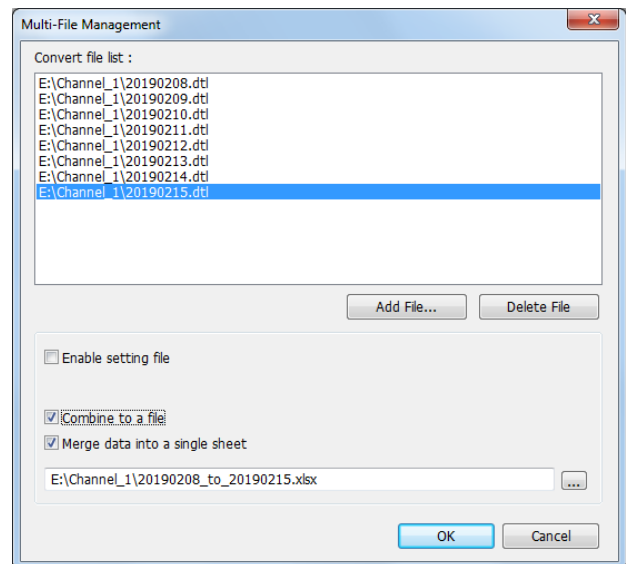 Multi-File Management
Convert file list :
E:\Channel_1\20190208.dtl
E:\Channel_1\20190209.dtl
E:\Channel_1\20190210.dtl
E:\Channel_1\20190211.dtl
E:\Channel_1\20190212.dtl
E:\Channel_1\20190213.dtl
E:\Channel_1\20190214.dtl
E:\Channel_1\20190215.dtl
Add File... Delete File
Enable setting file
Combine to a file
Merge data into a single sheet
E:\Channel_1\20190208_to_20190215.xlsx ...
OK Cancel